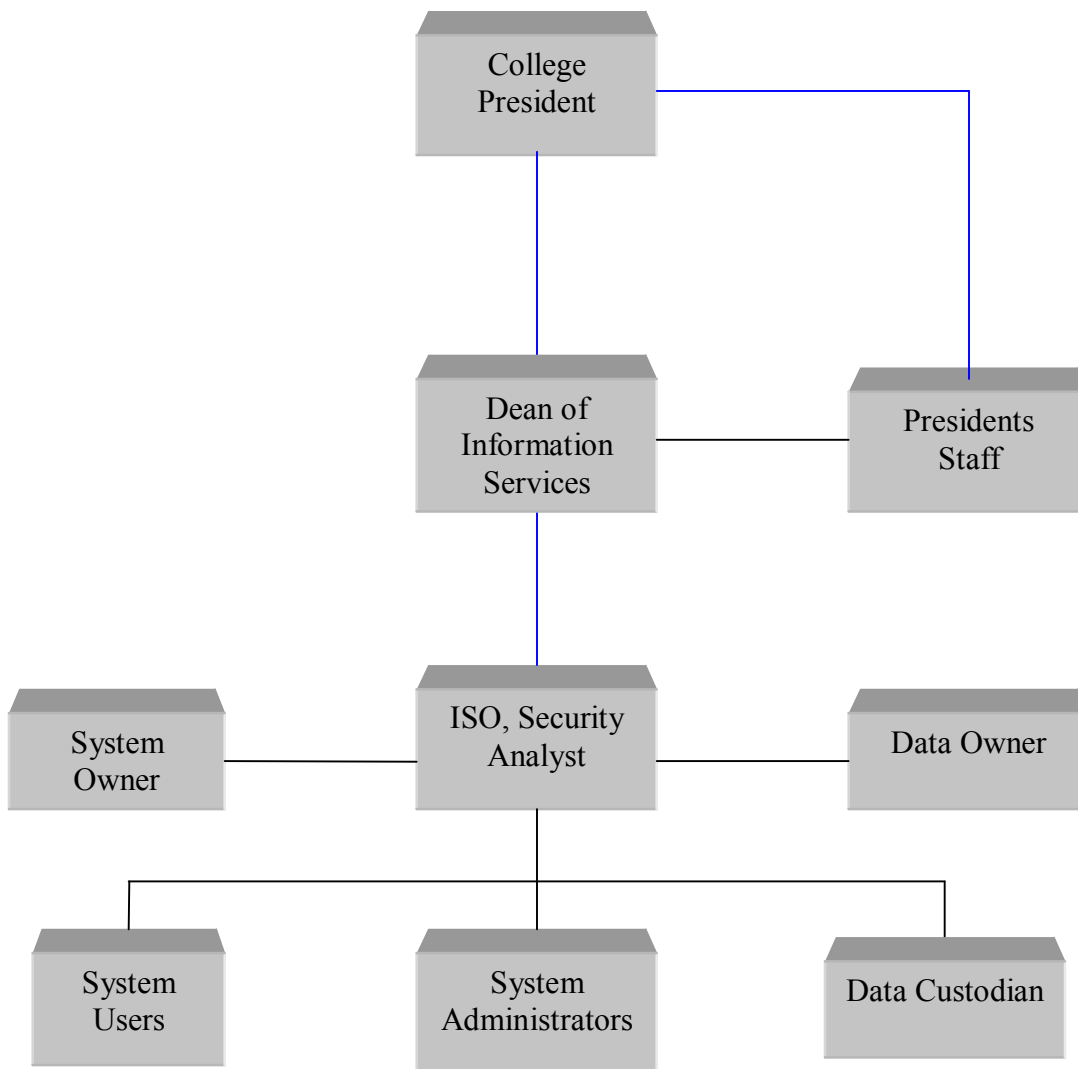 College
President
Dean of
Information
Services
Presidents
Staff
System
Owner
ISO, Security
Analyst
Data Owner
System
Users
System
Administrators
Data Custodian